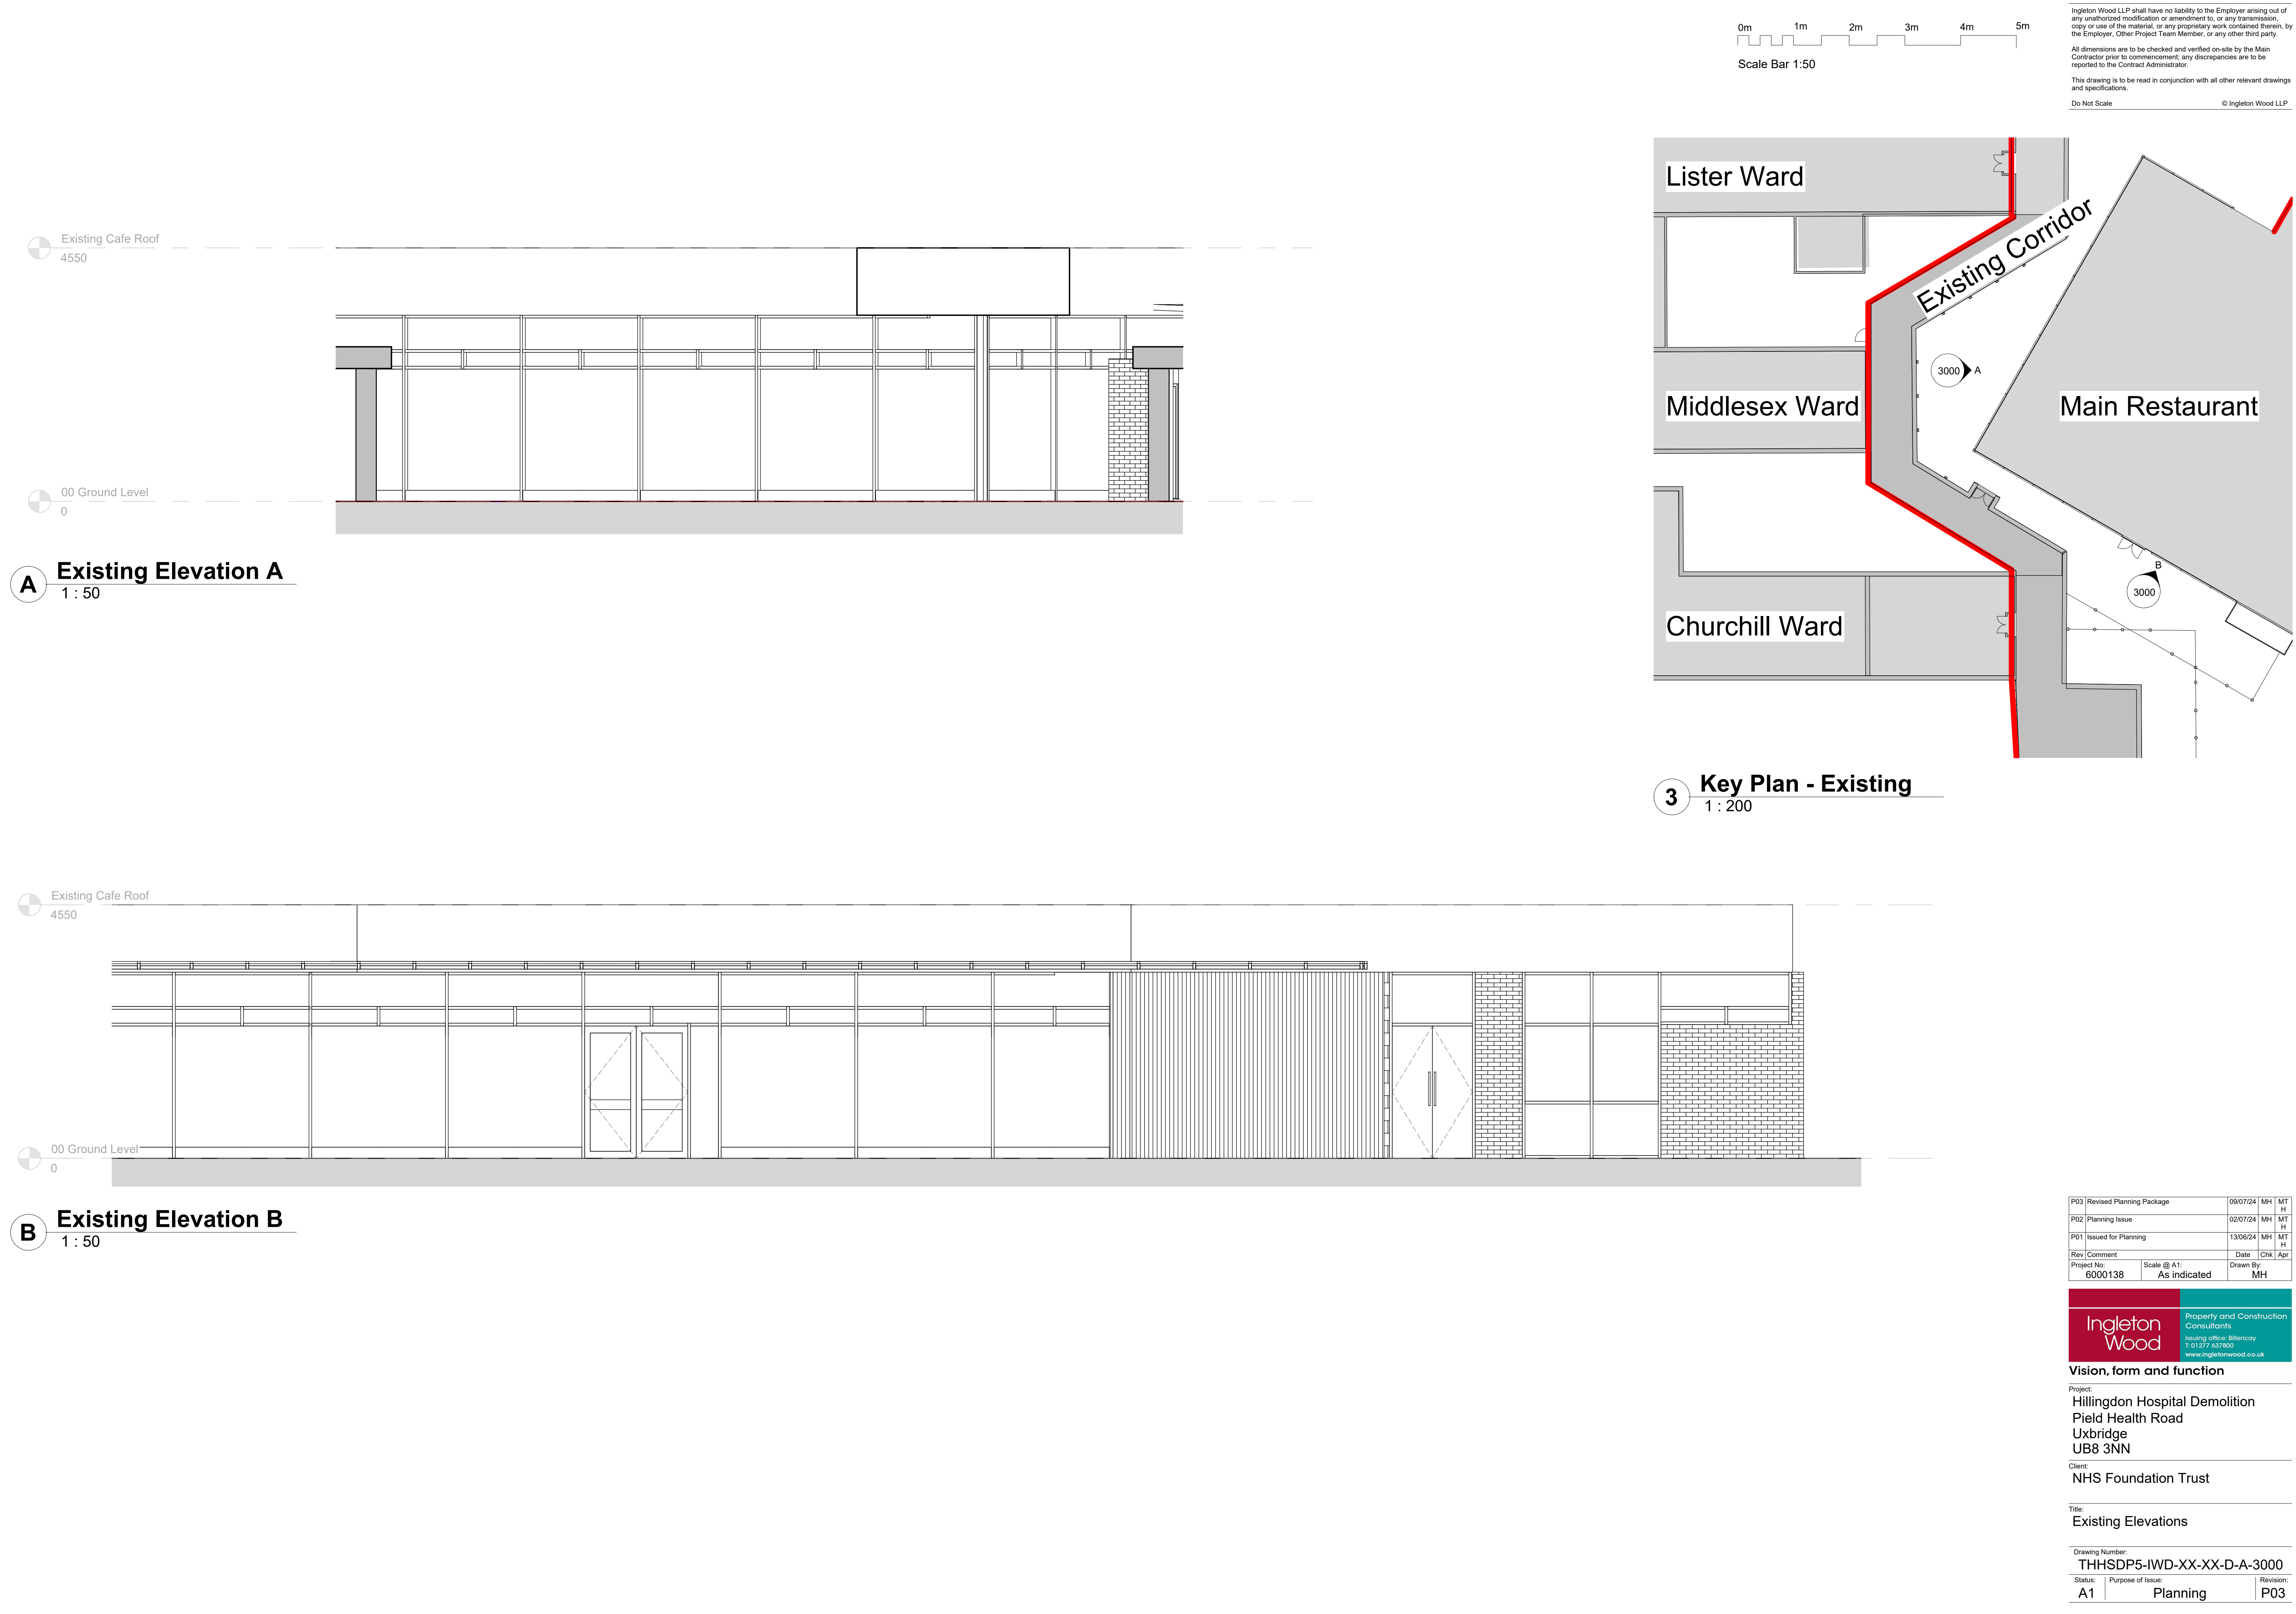 0m 1m 2m 3m 4m 5m
Scale Bar 1:50
Ingleton Wood LLP shall have no liability to the Employer arising out of
any unathorized modification or amendment to, or any transmission,
copy or use of the material, or any proprietary work contained therein, by
the Employer, Other Project Team Member, or any other third party.
All dimensions are to be checked and verified on-site by the Main
Contractor prior to commencement; any discrepancies are to be
reported to the Contract Administrator.
This drawing is to be read in conjunction with all other relevant drawings
and specifications.
Do Not Scale © Ingleton Wood LLP
Existing Cafe Roof
4550
00 Ground Level
0
A Existing Elevation A
1 : 50
Lister Ward
Existing Corridor
3000 A
Middlesex Ward
Main Restaurant
B
3000
Churchill Ward
3 Key Plan - Existing
1 : 200
Existing Cafe Roof
4550
00 Ground Level
0
B Existing Elevation B
1 : 50
P03 Revised Planning Package 09/07/24 MH MT
H
P02 Planning Issue 02/07/24 MH MT
H
P01 Issued for Planning 13/06/24 MH MT
H
Rev Comment Date Chk Apr
Project No: Scale @ A1: Drawn By:
6000138 As indicated MH
Ingleton
Wood
Property and Construction
Consultants
Issuing office: Billericay
T: 01277 637800
www.ingletonwood.co.uk
Vision, form and function
Project:
Hillingdon Hospital Demolition
Pield Health Road
Uxbridge
UB8 3NN
Client:
NHS Foundation Trust
Title:
Existing Elevations
Drawing Number:
THHSDP5-IWD-XX-XX-D-A-3000
Status: Purpose of Issue: Revision:
A1 Planning P03